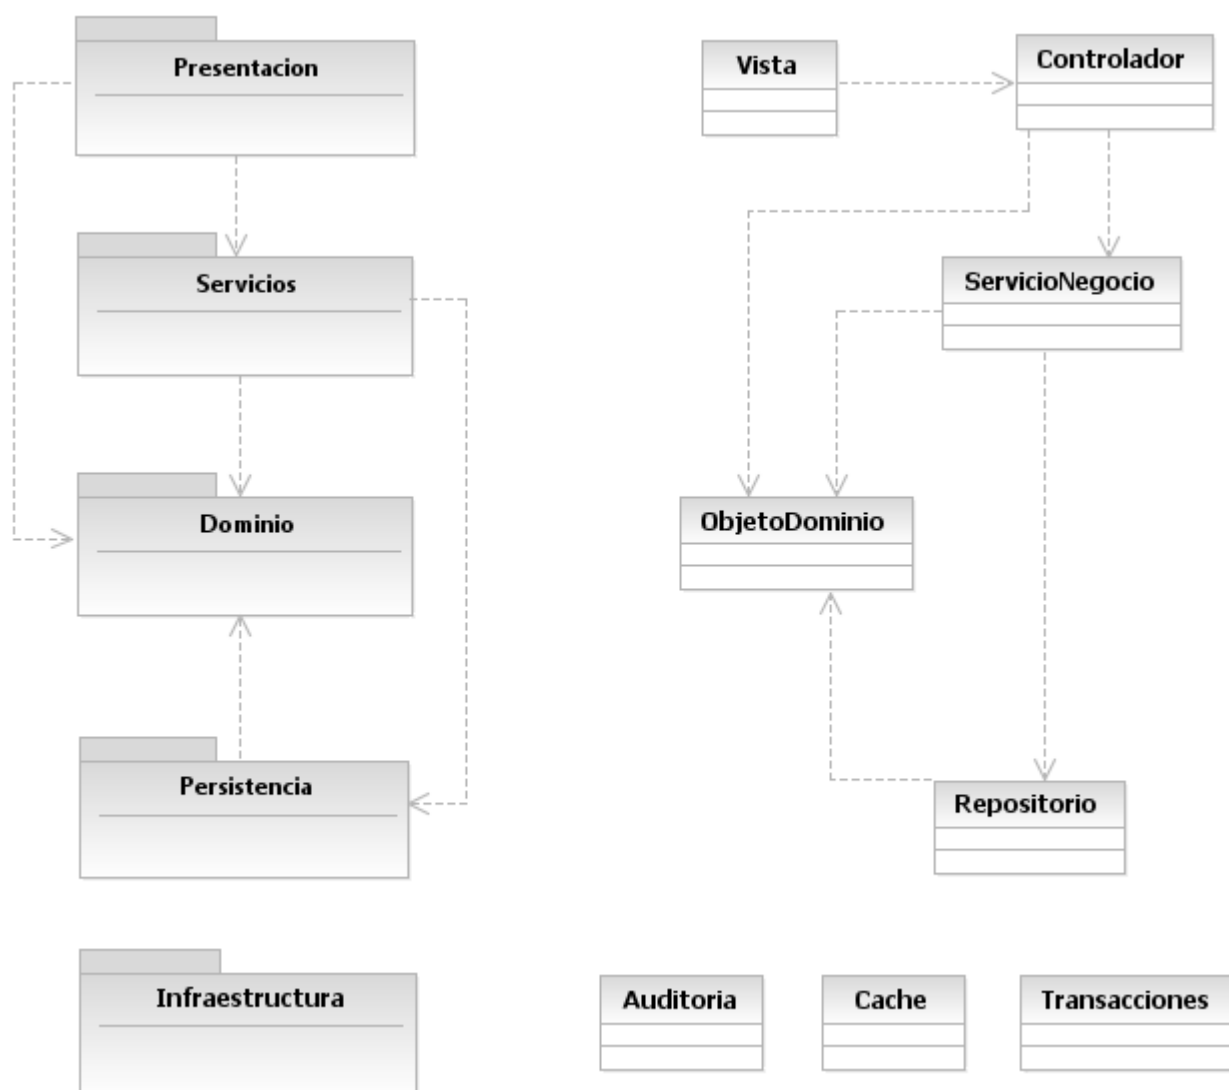 Presentacion
Vista
Controlador
Servicios
ServicioNegocio
Dominio
ObjetoDominio
Persistencia
Repositorio
Infraestructura
Auditoria
Cache
Transacciones